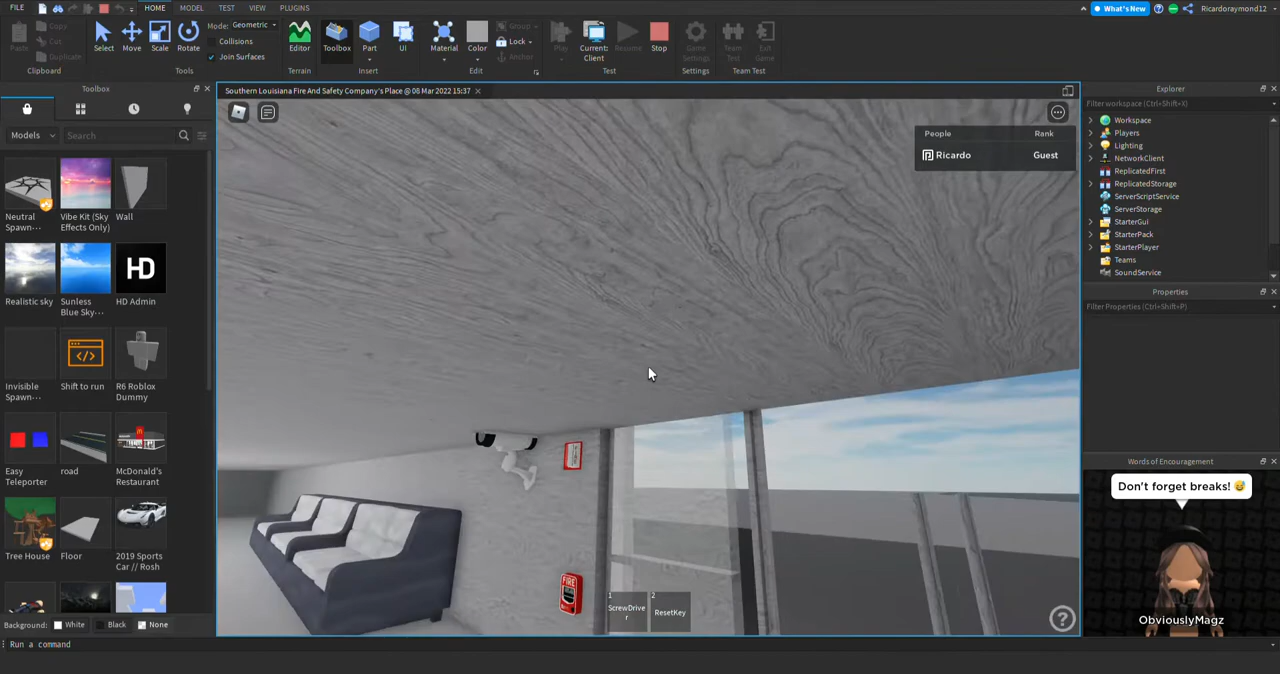 FILE HOME MODEL TEST VIEW PLUGINS What's New Ricardoraymond12
Paste Copy Cut Duplicate Select Move Scale Rotate Mode: Geometric Collisions Join Surfaces Editor Toolbox Part UI Material Color Group Lock Anchor Play Current: Client Resume Stop Game Settings Team Test Exit Game
Clipboard Tools Terrain Insert Edit Test Settings Team Test
Toolbox
Southern Louisiana Fire And Safety Company's Place @ 08 Mar 2022 15:37
Models Search
Neutral Spawn...
Vibe Kit (Sky Effects Only)
Wall
Realistic sky
Sunless Blue Sky...
HD
HD Admin
Invisible Spawn...
Shift to run
R6 Roblox Dummy
Easy Teleporter
road
McDonald's Restaurant
Tree House
Floor
2019 Sports Car // Rosh
Background: White Black None
Run a command
People Rank
Ricardo Guest
FIRE
1
ScrewDrive
r
2
ResetKey
Explorer
Filter workspace (Ctrl+Shift+X)
Workspace
Players
Lighting
NetworkClient
ReplicatedFirst
ReplicatedStorage
ServerScriptService
ServerStorage
StarterGui
StarterPack
StarterPlayer
Teams
SoundService
Properties
Filter Properties (Ctrl+Shift+P)
Words of Encouragement
Don't forget breaks! 😅
ObviouslyMagz